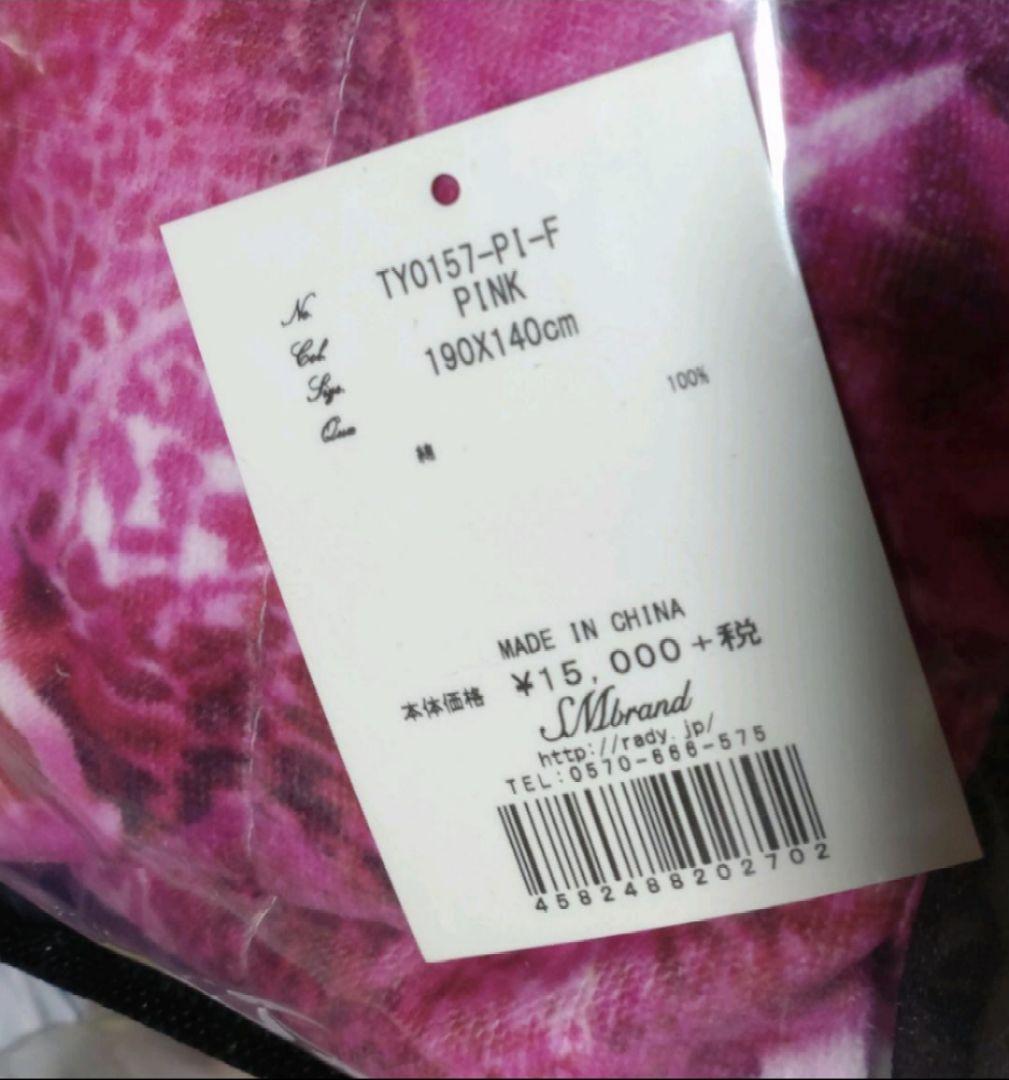 No. TY0157-PI-F
Col. PINK
Sige. 190X140cm
Qua
綿 100%
MADE IN CHINA
本体価格 ¥15,000+税
SMbrand
http://rady.jp/
TEL:0570-666-575
4582488202702